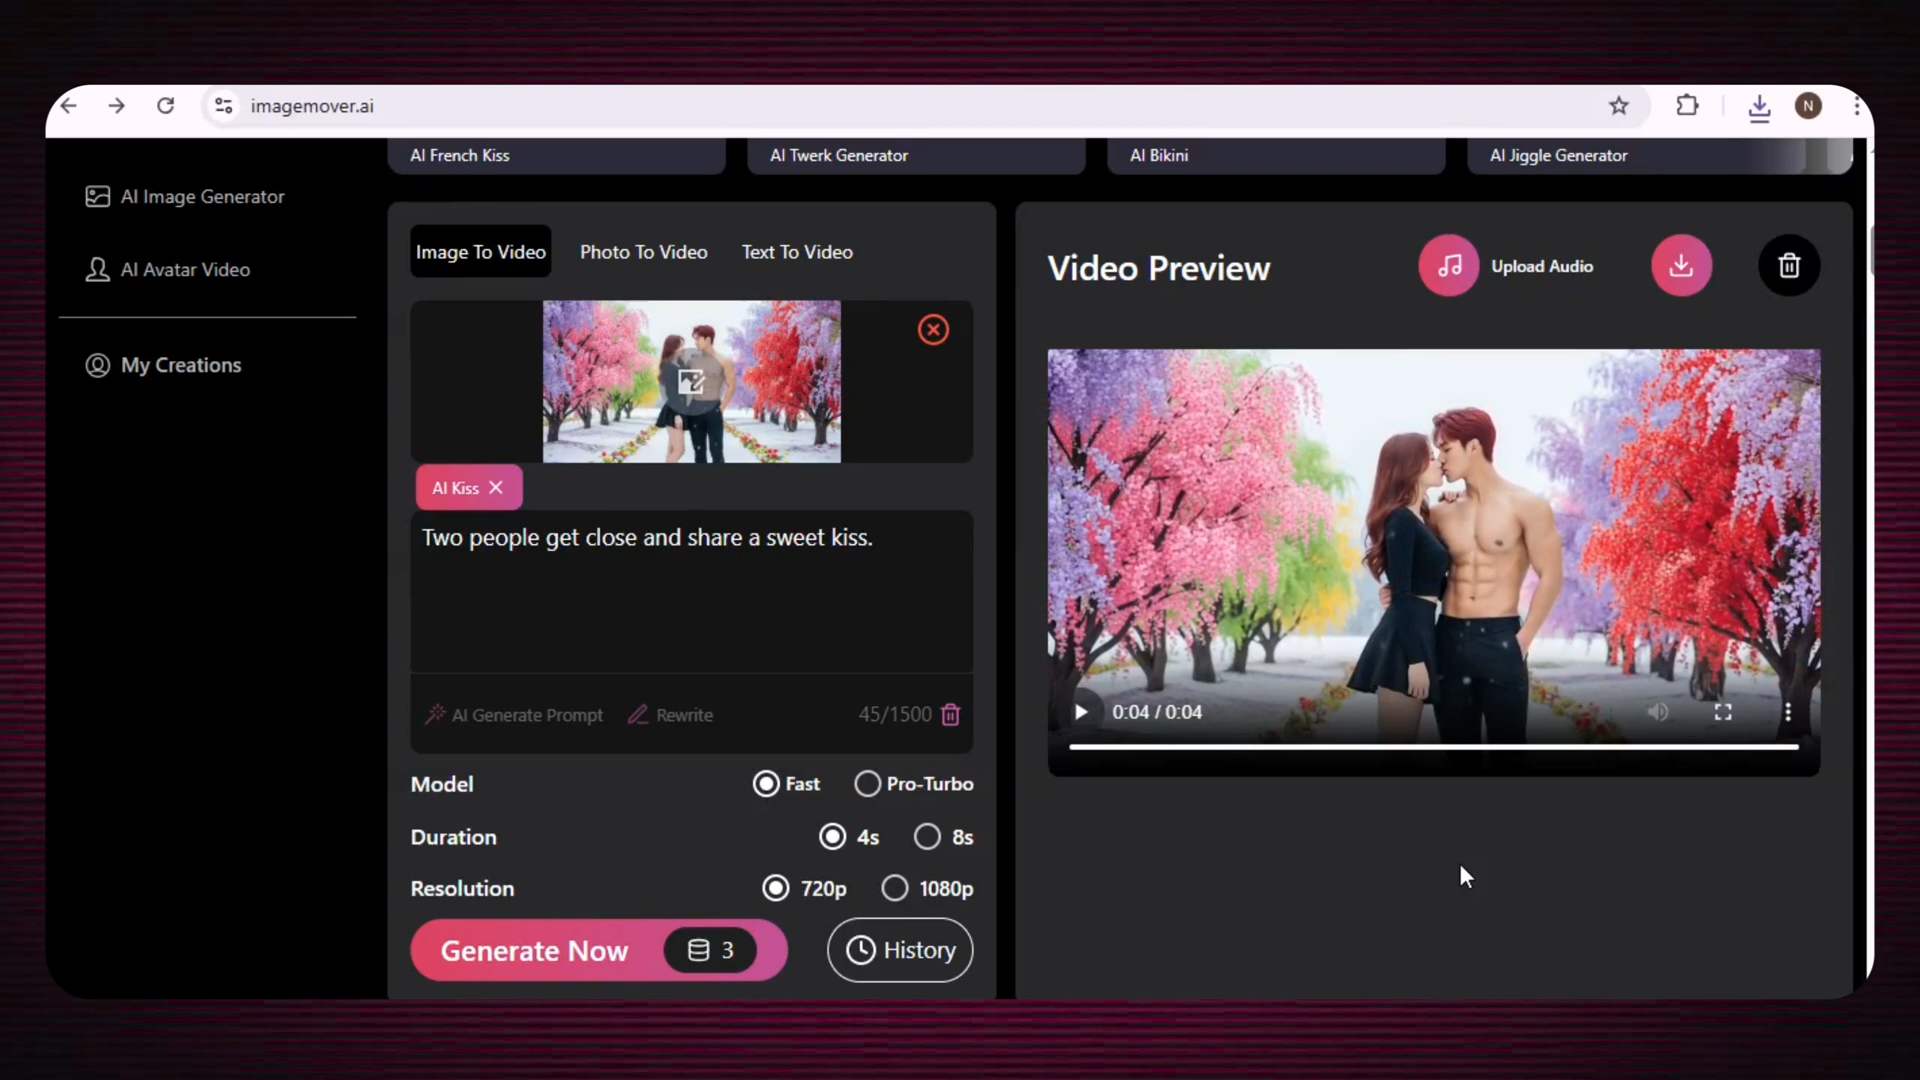 imagemover.ai
N
AI French Kiss
AI Twerk Generator
AI Bikini
AI Jiggle Generator
AI Image Generator
AI Avatar Video
My Creations
Image To Video
Photo To Video
Text To Video
AI Kiss
Two people get close and share a sweet kiss.
AI Generate Prompt
Rewrite
45/1500
Model
Fast
Pro-Turbo
Duration
4s
8s
Resolution
720p
1080p
Generate Now
3
History
Video Preview
Upload Audio
0:04 / 0:04